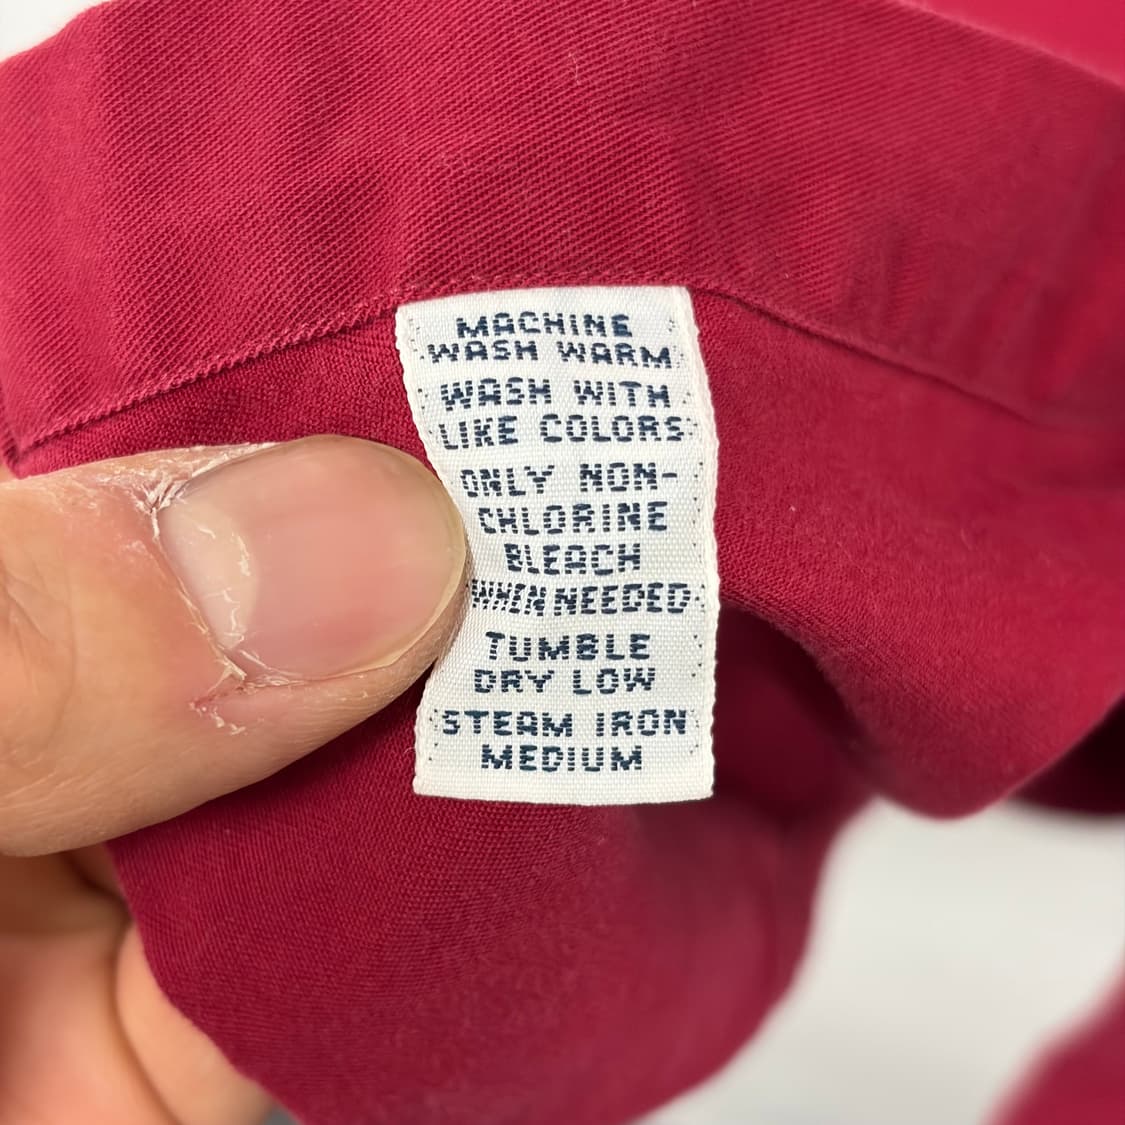 MACHINE
WASH WARM
WASH WITH
LIKE COLORS
ONLY NON-
CHLORINE
BLEACH
WHEN NEEDED
TUMBLE
DRY LOW
STEAM IRON
MEDIUM